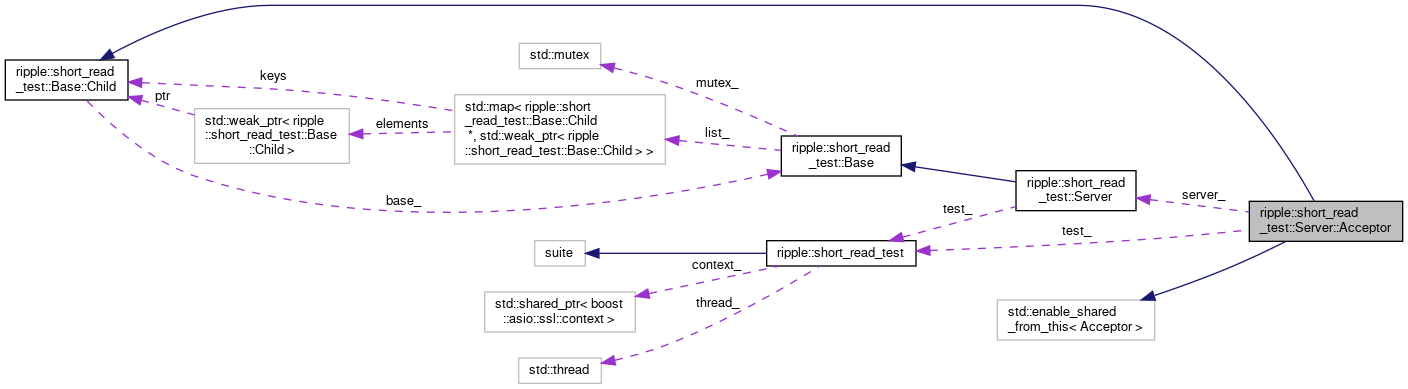 ripple::short_read
_test::Base::Child
keys
ptr
std::weak_ptr< ripple
::short_read_test::Base
::Child >
elements
std::map< ripple::short
_read_test::Base::Child
*, std::weak_ptr< ripple
::short_read_test::Base::Child > >
std::mutex
mutex_
list_
ripple::short_read
_test::Base
base_
ripple::short_read
_test::Server
server_
ripple::short_read
_test::Server::Acceptor
test_
test_
suite
ripple::short_read_test
context_
std::shared_ptr< boost
::asio::ssl::context >
thread_
std::thread
std::enable_shared
_from_this< Acceptor >